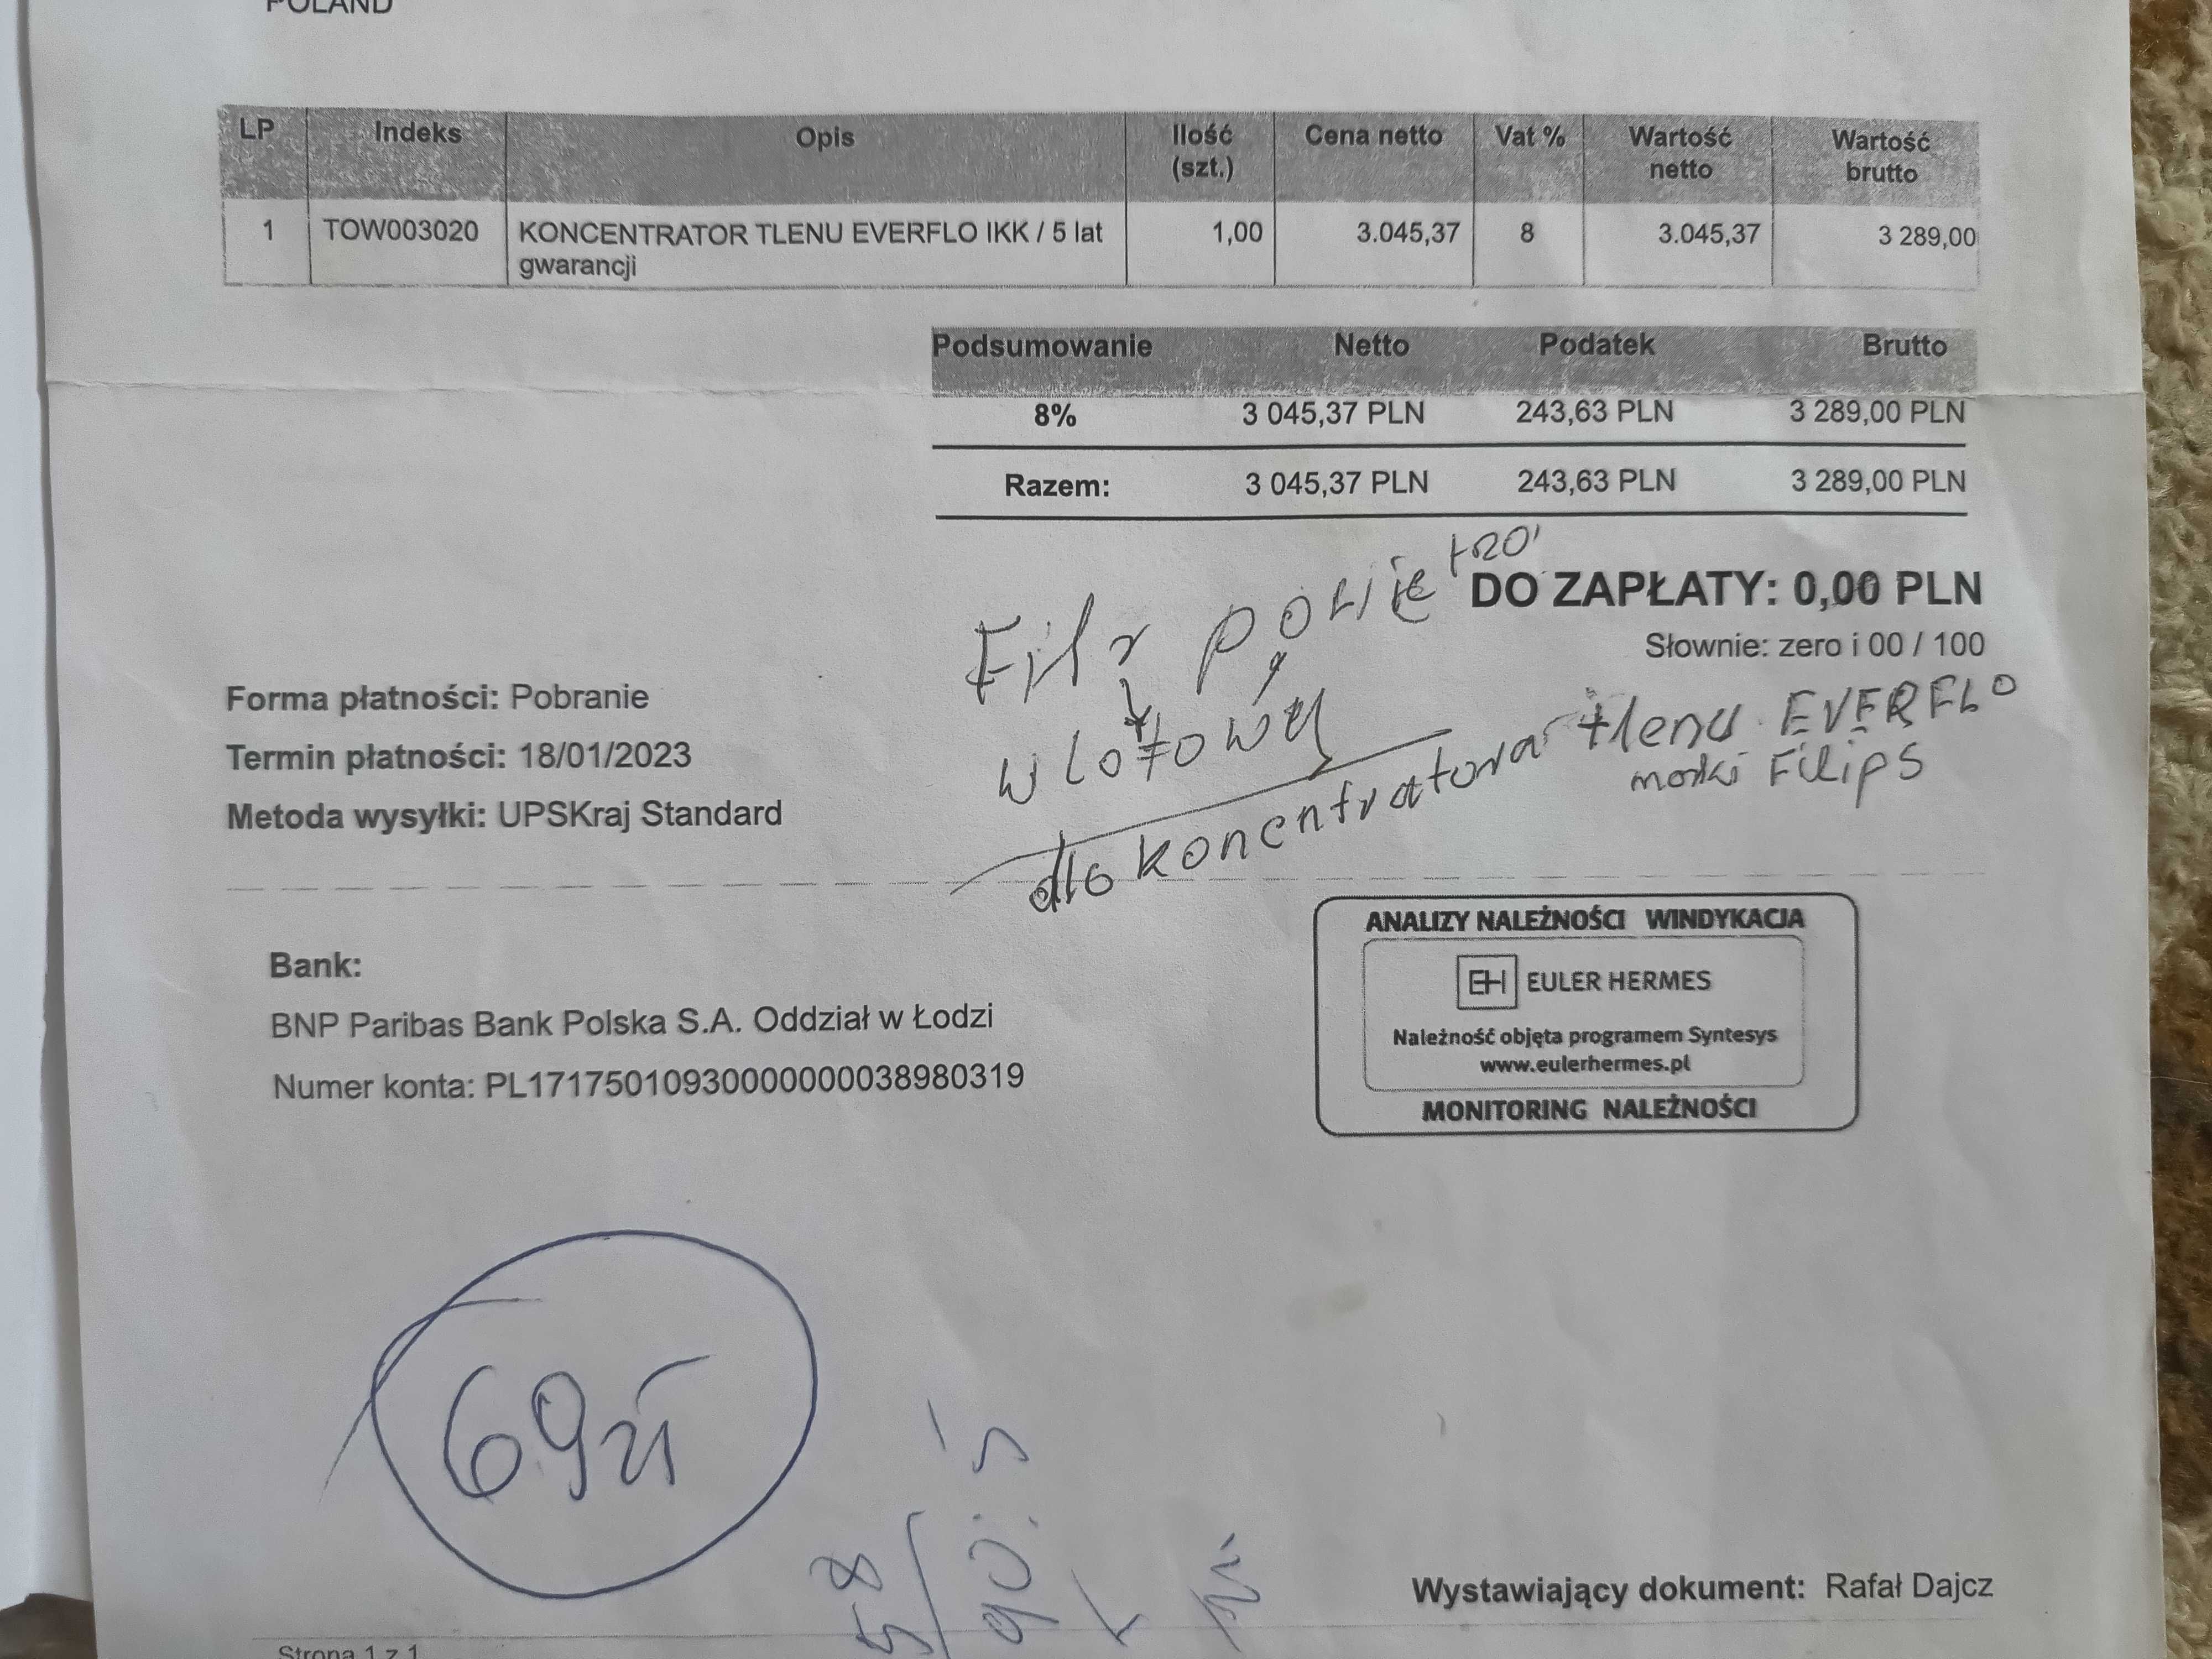 POLAND
LP Indeks Opis Ilość (szt.) Cena netto Vat % Wartość netto Wartość brutto
1 TOW003020 KONCENTRATOR TLENU EVERFLO IKK / 5 lat gwarancji 1,00 3.045,37 8 3.045,37 3 289,00
Podsumowanie Netto Podatek Brutto
8% 3 045,37 PLN 243,63 PLN 3 289,00 PLN
Razem: 3 045,37 PLN 243,63 PLN 3 289,00 PLN
DO ZAPŁATY: 0,00 PLN
Słownie: zero i 00 / 100
Filr powie
wlotowy
dlo koncentratora tlenu EVERFLO
marki Filips
Forma płatności: Pobranie
Termin płatności: 18/01/2023
Metoda wysyłki: UPSKraj Standard
Bank:
BNP Paribas Bank Polska S.A. Oddział w Łodzi
Numer konta: PL17175010930000000038980319
ANALIZY NALEŻNOŚCI WINDYKACJA
EH EULER HERMES
Należność objęta programem Syntesys
www.eulerhermes.pl
MONITORING NALEŻNOŚCI
69zł
Wystawiający dokument: Rafał Dajcz
Strona 1 z 1